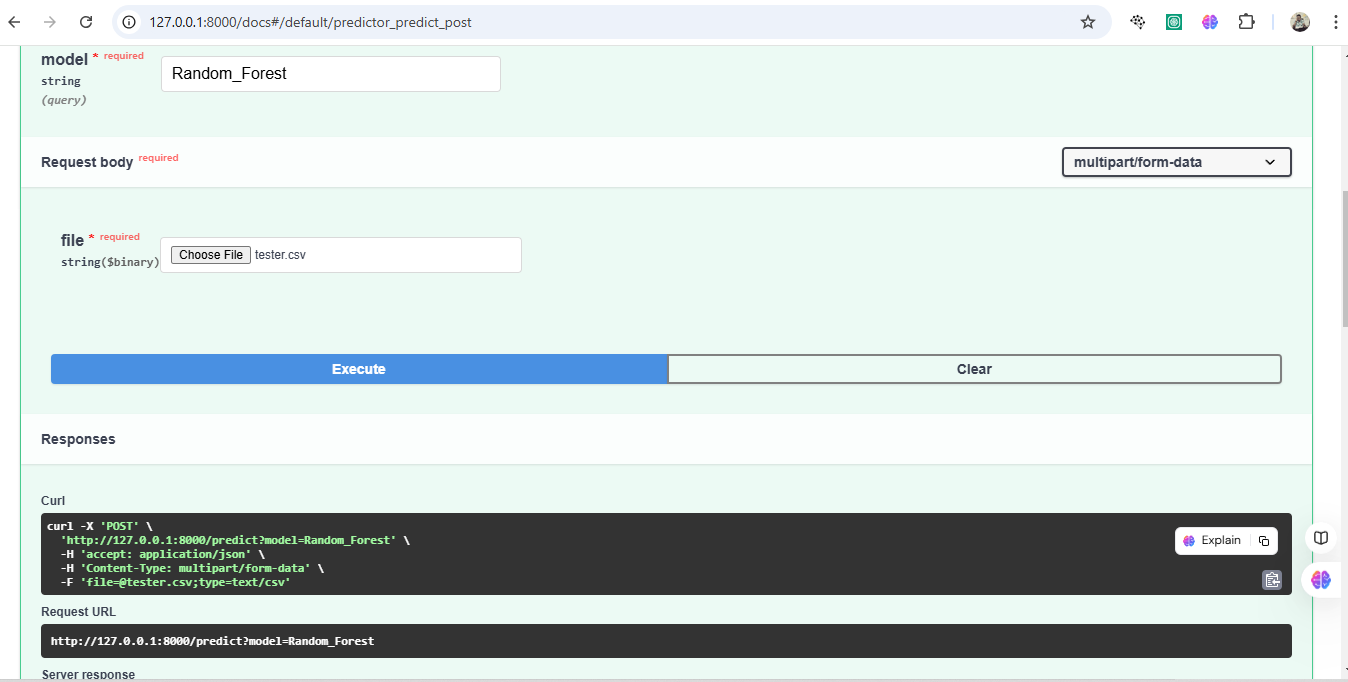 127.0.0.1:8000/docs#/default/predictor_predict_post
model * required
string
(query)
Random_Forest
Request body required
multipart/form-data
file * required
string($binary)
Choose File tester.csv
Execute
Clear
Responses
Curl
curl -X 'POST' \
'http://127.0.0.1:8000/predict?model=Random_Forest' \
-H 'accept: application/json' \
-H 'Content-Type: multipart/form-data' \
-F 'file=@tester.csv;type=text/csv'
Explain
Request URL
http://127.0.0.1:8000/predict?model=Random_Forest
Server response